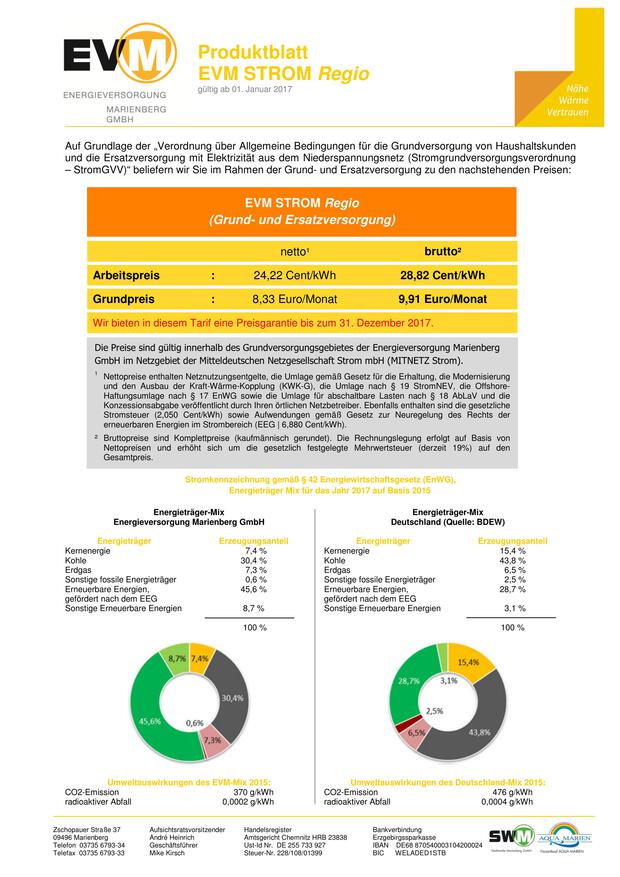 EVM
ENERGIEVERSORGUNG
MARIENBERG
GMBH
Produktblatt
EVM STROM Regio
gültig ab 01. Januar 2017
Nähe
Wärme
Vertrauen
Auf Grundlage der „Verordnung über Allgemeine Bedingungen für die Grundversorgung von Haushaltskunden
und die Ersatzversorgung mit Elektrizität aus dem Niederspannungsnetz (Stromgrundversorgungsverordnung
– StromGVV)“ beliefern wir Sie im Rahmen der Grund- und Ersatzversorgung zu den nachstehenden Preisen:
EVM STROM Regio
(Grund- und Ersatzversorgung)
netto¹ brutto²
Arbeitspreis : 24,22 Cent/kWh 28,82 Cent/kWh
Grundpreis : 8,33 Euro/Monat 9,91 Euro/Monat
Wir bieten in diesem Tarif eine Preisgarantie bis zum 31. Dezember 2017.
Die Preise sind gültig innerhalb des Grundversorgungsgebietes der Energieversorgung Marienberg
GmbH im Netzgebiet der Mitteldeutschen Netzgesellschaft Strom mbH (MITNETZ Strom).
¹ Nettopreise enthalten Netznutzungsentgelte, die Umlage gemäß Gesetz für die Erhaltung, die Modernisierung
und den Ausbau der Kraft-Wärme-Kopplung (KWK-G), die Umlage nach § 19 StromNEV, die Offshore-
Haftungsumlage nach § 17 EnWG sowie die Umlage für abschaltbare Lasten nach § 18 AbLaV und die
Konzessionsabgabe veröffentlicht durch Ihren örtlichen Netzbetreiber. Ebenfalls enthalten sind die gesetzliche
Stromsteuer (2,050 Cent/kWh) sowie Aufwendungen gemäß Gesetz zur Neuregelung des Rechts der
erneuerbaren Energien im Strombereich (EEG | 6,880 Cent/kWh).
² Bruttopreise sind Komplettpreise (kaufmännisch gerundet). Die Rechnungslegung erfolgt auf Basis von
Nettopreisen und erhöht sich um die gesetzlich festgelegte Mehrwertsteuer (derzeit 19%) auf den
Gesamtpreis.
Stromkennzeichnung gemäß § 42 Energiewirtschaftsgesetz (EnWG),
Energieträger Mix für das Jahr 2017 auf Basis 2015
Energieträger-Mix
Energieversorgung Marienberg GmbH
Energieträger Erzeugungsanteil
Kernenergie 7,4 %
Kohle 30,4 %
Erdgas 7,3 %
Sonstige fossile Energieträger 0,6 %
Erneuerbare Energien, 45,6 %
gefördert nach dem EEG
Sonstige Erneuerbare Energien 8,7 %
100 %
8,7% 7,4%
30,4%
45,6% 0,6%
7,3%
Umweltauswirkungen des EVM-Mix 2015:
CO2-Emission 370 g/kWh
radioaktiver Abfall 0,0002 g/kWh
Energieträger-Mix
Deutschland (Quelle: BDEW)
Energieträger Erzeugungsanteil
Kernenergie 15,4 %
Kohle 43,8 %
Erdgas 6,5 %
Sonstige fossile Energieträger 2,5 %
Erneuerbare Energien, 28,7 %
gefördert nach dem EEG
Sonstige Erneuerbare Energien 3,1 %
100 %
15,4%
28,7% 3,1%
2,5%
6,5% 43,8%
Umweltauswirkungen des Deutschland-Mix 2015:
CO2-Emission 476 g/kWh
radioaktiver Abfall 0,0004 g/kWh
Zschopauer Straße 37
09496 Marienberg
Telefon 03735 6793-34
Telefax 03735 6793-33
Aufsichtsratsvorsitzender
André Heinrich
Geschäftsführer
Mike Kirsch
Handelsregister
Amtsgericht Chemnitz HRB 23838
Ust-Id Nr. DE 255 733 927
Steuer-Nr. 228/108/01399
Bankverbindung
Erzgebirgssparkasse
IBAN DE68 870540003104200024
BIC WELADED1STB
SWM
Stadtwerke Marienberg GmbH
AQUA MARIEN
Freizeitbad AQUA MARIEN